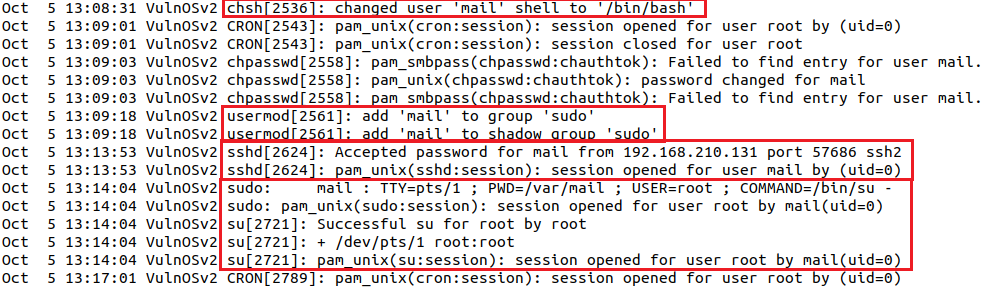 Oct  5 13:08:31 VulnOSv2 chsh[2536]: changed user 'mail' shell to '/bin/bash'
Oct  5 13:09:01 VulnOSv2 CRON[2543]: pam_unix(cron:session): session opened for user root by (uid=0)
Oct  5 13:09:01 VulnOSv2 CRON[2543]: pam_unix(cron:session): session closed for user root
Oct  5 13:09:03 VulnOSv2 chpasswd[2558]: pam_smbpass(chpasswd:chauthtok): Failed to find entry for user mail.
Oct  5 13:09:03 VulnOSv2 chpasswd[2558]: pam_unix(chpasswd:chauthtok): password changed for mail
Oct  5 13:09:03 VulnOSv2 chpasswd[2558]: pam_smbpass(chpasswd:chauthtok): Failed to find entry for user mail.
Oct  5 13:09:18 VulnOSv2 usermod[2561]: add 'mail' to group 'sudo'
Oct  5 13:09:18 VulnOSv2 usermod[2561]: add 'mail' to shadow group 'sudo'
Oct  5 13:13:53 VulnOSv2 sshd[2624]: Accepted password for mail from 192.168.210.131 port 57686 ssh2
Oct  5 13:13:53 VulnOSv2 sshd[2624]: pam_unix(sshd:session): session opened for user mail by (uid=0)
Oct  5 13:14:04 VulnOSv2 sudo:     mail : TTY=pts/1 ; PWD=/var/mail ; USER=root ; COMMAND=/bin/su -
Oct  5 13:14:04 VulnOSv2 sudo: pam_unix(sudo:session): session opened for user root by mail(uid=0)
Oct  5 13:14:04 VulnOSv2 su[2721]: Successful su for root by root
Oct  5 13:14:04 VulnOSv2 su[2721]: + /dev/pts/1 root:root
Oct  5 13:14:04 VulnOSv2 su[2721]: pam_unix(su:session): session opened for user root by mail(uid=0)
Oct  5 13:17:01 VulnOSv2 CRON[2789]: pam_unix(cron:session): session opened for user root by (uid=0)